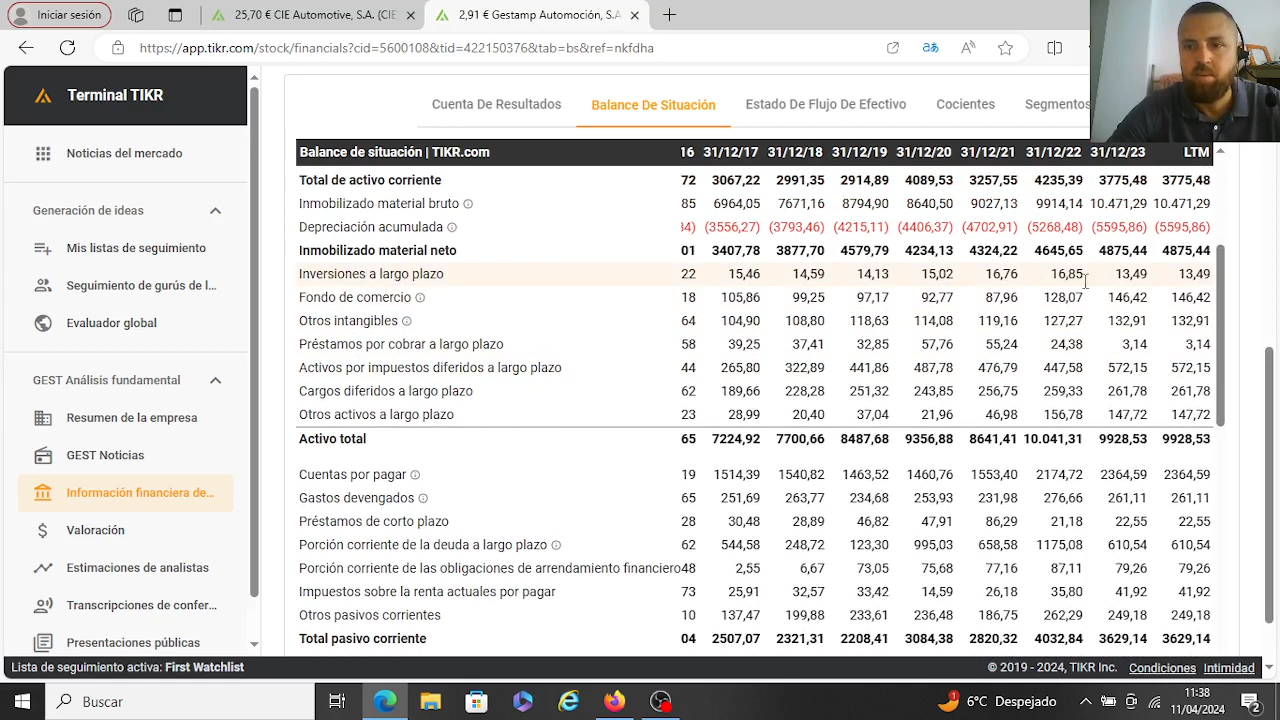 Iniciar sesión
25,70 € CIE Automotive, S.A. (CIE
2,91 € Gestamp Automoción, S.A
https://app.tikr.com/stock/financials?cid=5600108&tid=422150376&tab=bs&ref=nkfdha
Terminal TIKR
Noticias del mercado
Generación de ideas
Mis listas de seguimiento
Seguimiento de gurús de l...
Evaluador global
GEST Análisis fundamental
Resumen de la empresa
GEST Noticias
Información financiera de...
Valoración
Estimaciones de analistas
Transcripciones de confer...
Presentaciones públicas
Cuenta De Resultados Balance De Situación Estado De Flujo De Efectivo Cocientes Segmentos
Balance de situación | TIKR.com 16 31/12/17 31/12/18 31/12/19 31/12/20 31/12/21 31/12/22 31/12/23 LTM
Total de activo corriente 72 3067,22 2991,35 2914,89 4089,53 3257,55 4235,39 3775,48 3775,48
Inmobilizado material bruto 85 6964,05 7671,16 8794,90 8640,50 9027,13 9914,14 10.471,29 10.471,29
Depreciación acumulada 34) (3556,27) (3793,46) (4215,11) (4406,37) (4702,91) (5268,48) (5595,86) (5595,86)
Inmobilizado material neto 01 3407,78 3877,70 4579,79 4234,13 4324,22 4645,65 4875,44 4875,44
Inversiones a largo plazo 22 15,46 14,59 14,13 15,02 16,76 16,85 13,49 13,49
Fondo de comercio 18 105,86 99,25 97,17 92,77 87,96 128,07 146,42 146,42
Otros intangibles 64 104,90 108,80 118,63 114,08 119,16 127,27 132,91 132,91
Préstamos por cobrar a largo plazo 58 39,25 37,41 32,85 57,76 55,24 24,38 3,14 3,14
Activos por impuestos diferidos a largo plazo 44 265,80 228,89 441,86 487,78 476,79 447,58 572,15 572,15
Cargos diferidos a largo plazo 62 189,66 222,28 251,32 243,85 256,75 259,33 261,78 261,78
Otros activos a largo plazo 23 28,99 20,40 37,04 21,96 46,98 156,78 147,72 147,72
Activo total 65 7224,92 7700,66 8487,68 9356,88 8641,41 10.041,31 9928,53 9928,53
Cuentas por pagar 19 1514,39 1540,82 1463,52 1460,76 1553,40 2174,72 2364,59 2364,59
Gastos devengados 65 251,69 263,77 234,68 253,93 231,98 276,66 261,11 261,11
Préstamos de corto plazo 28 30,48 28,89 46,82 47,91 86,29 21,18 22,55 22,55
Porción corriente de la deuda a largo plazo 62 544,58 248,72 123,30 995,03 658,58 1175,08 610,54 610,54
Porción corriente de las obligaciones de arrendamiento financiero 48 2,55 6,67 73,05 75,68 77,16 87,11 79,26 79,26
Impuestos sobre la renta actuales por pagar 73 25,91 32,57 33,42 14,59 26,18 35,80 41,92 41,92
Otros pasivos corrientes 10 137,47 199,88 233,61 236,48 186,75 262,29 249,18 249,18
Total pasivo corriente 04 2507,07 2321,31 2208,41 3084,38 2820,32 4032,84 3629,14 3629,14
Lista de seguimiento activa: First Watchlist © 2019 - 2024, TIKR Inc. Condiciones Intimidad
Buscar
1
6°C Despejado
11:38
11/04/2024
2